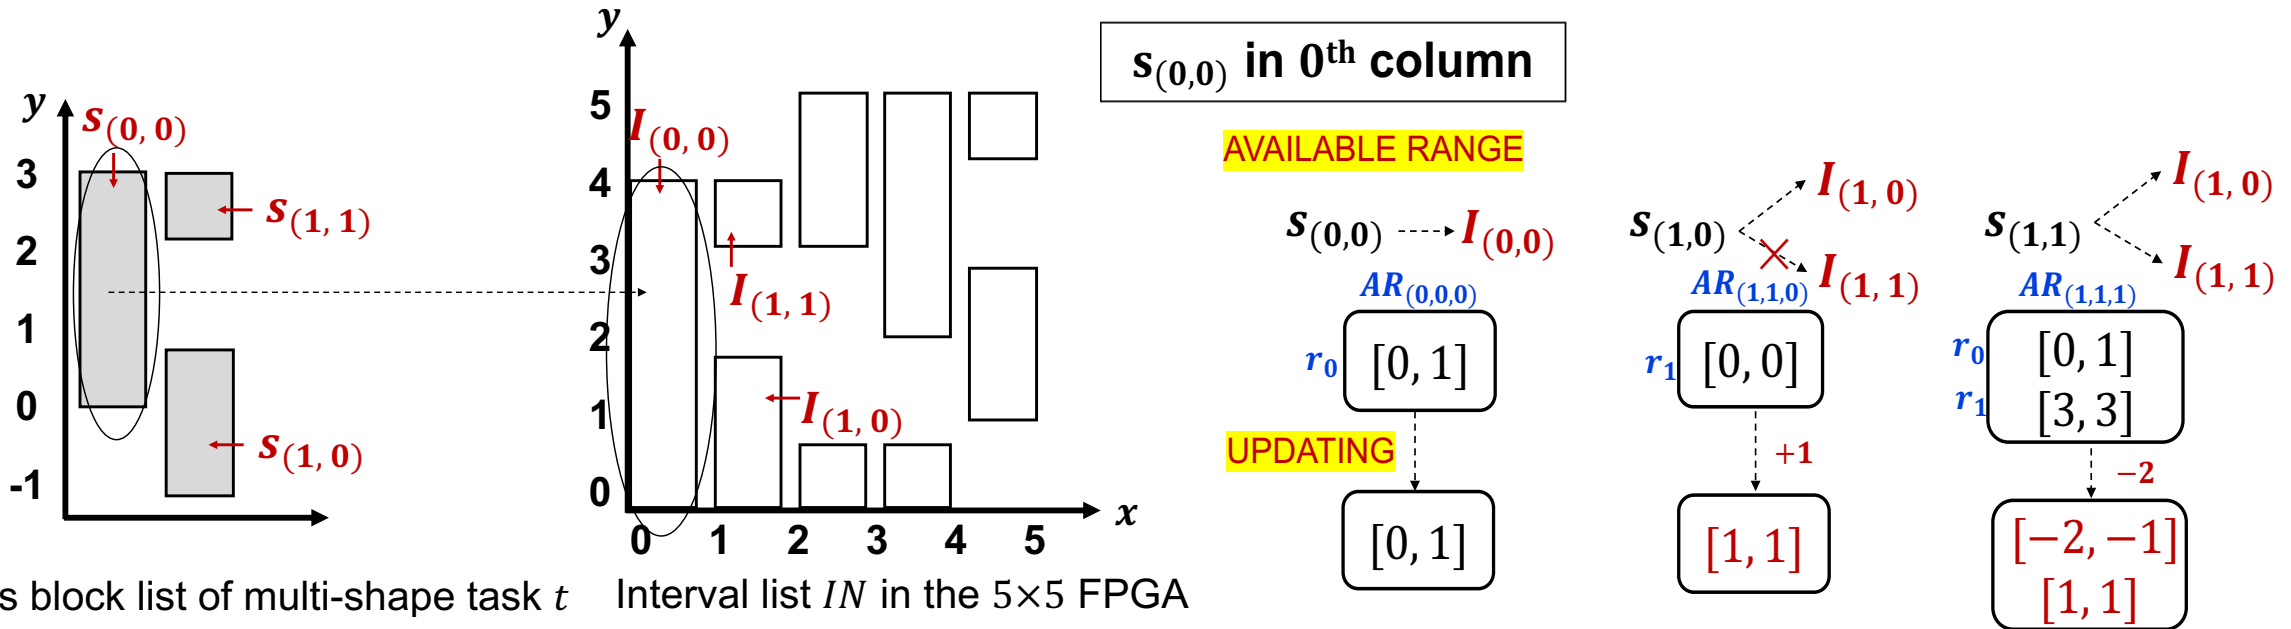 y
s(0, 0)
3
2
1
0
-1
s(1, 1)
s(1, 0)
s block list of multi-shape task t
y
5
4
3
2
1
0
I(0, 0)
I(1, 1)
I(1, 0)
0 1 2 3 4 5
x
Interval list IN in the 5×5 FPGA
s(0,0) in 0th column
AVAILABLE RANGE
s(0,0) I(0,0)
AR(0,0,0)
r0 [0, 1]
UPDATING
[0, 1]
s(1,0) I(1, 0)
I(1, 1)
AR(1,1,0)
r1 [0, 0]
+1
[1, 1]
s(1,1) I(1, 0)
I(1, 1)
AR(1,1,1)
r0 [0, 1]
r1 [3, 3]
−2
[−2, −1]
[1, 1]